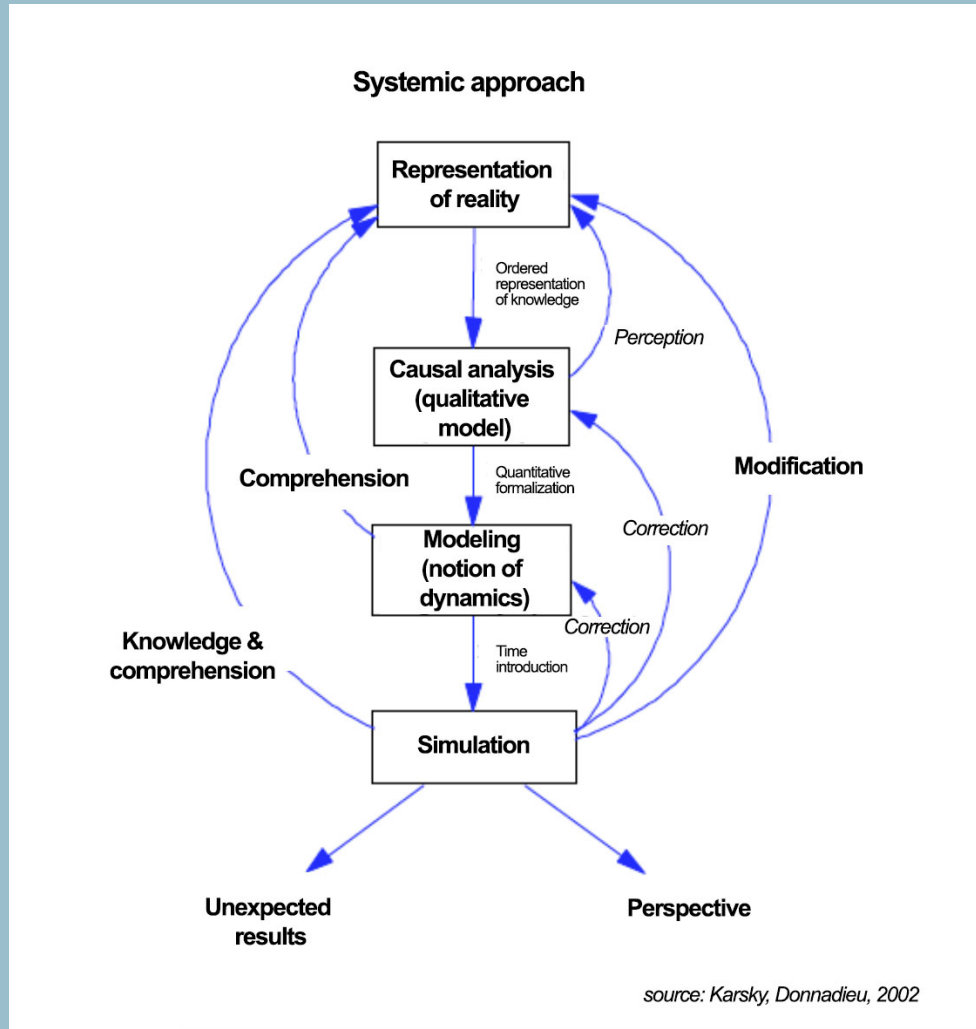 Systemic approach
Representation
of reality
Ordered
representation
of knowledge
Perception
Causal analysis
(qualitative
model)
Comprehension
Quantitative
formalization
Modification
Correction
Modeling
(notion of
dynamics)
Correction
Knowledge &
comprehension
Time
introduction
Simulation
Unexpected
results
Perspective
source: Karsky, Donnadieu, 2002